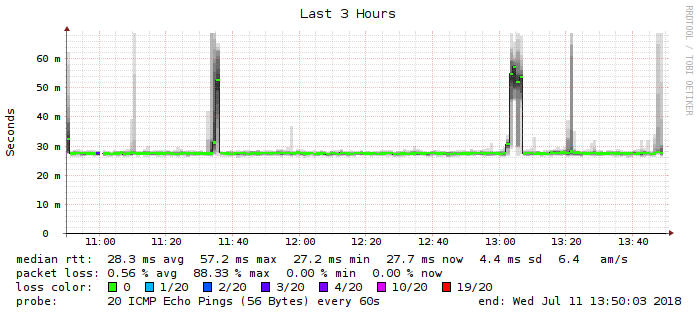 Last 3 Hours
RRDTOOL / TOBI OETIKER
Seconds
60 m
50 m
40 m
30 m
20 m
10 m
0
11:00 11:20 11:40 12:00 12:20 12:40 13:00 13:20 13:40
median rtt: 28.3 ms avg 57.2 ms max 27.2 ms min 27.7 ms now 4.4 ms sd 6.4 am/s
packet loss: 0.56 % avg 88.33 % max 0.00 % min 0.00 % now
loss color: 0 1/20 2/20 3/20 4/20 10/20 19/20
probe: 20 ICMP Echo Pings (56 Bytes) every 60s end: Wed Jul 11 13:50:03 2018